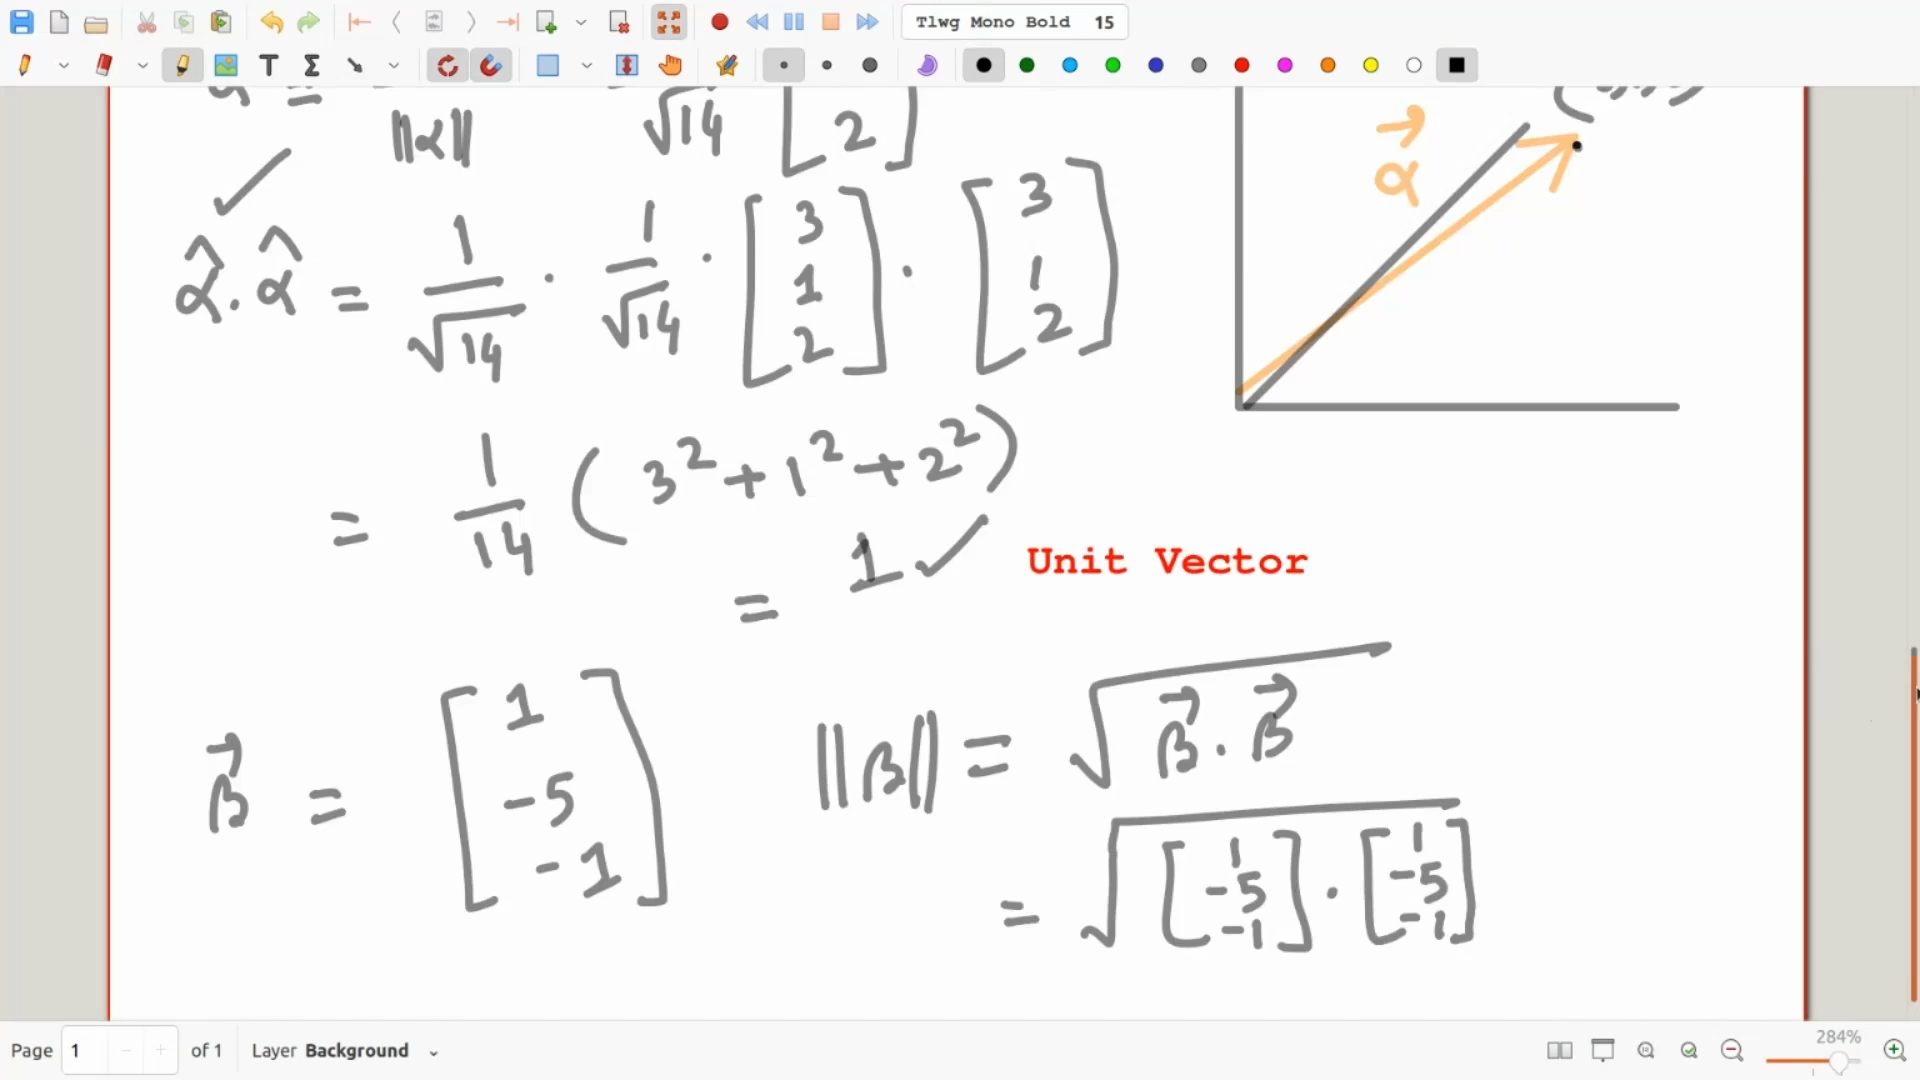 Tlwg Mono Bold 15
||α|| √14 2
α̂ . α̂ = 1/√14 · 1/√14 · [3 1 2] · [3 1 2]
α⃗
= 1/14 (3² + 1² + 2²)
= 1 ✓
Unit Vector
β⃗ = [1 -5 -1]
||β|| = √(β⃗ . β⃗)
= √([1 -5 -1] · [1 -5 -1])
Page 1 of 1 Layer Background
284%